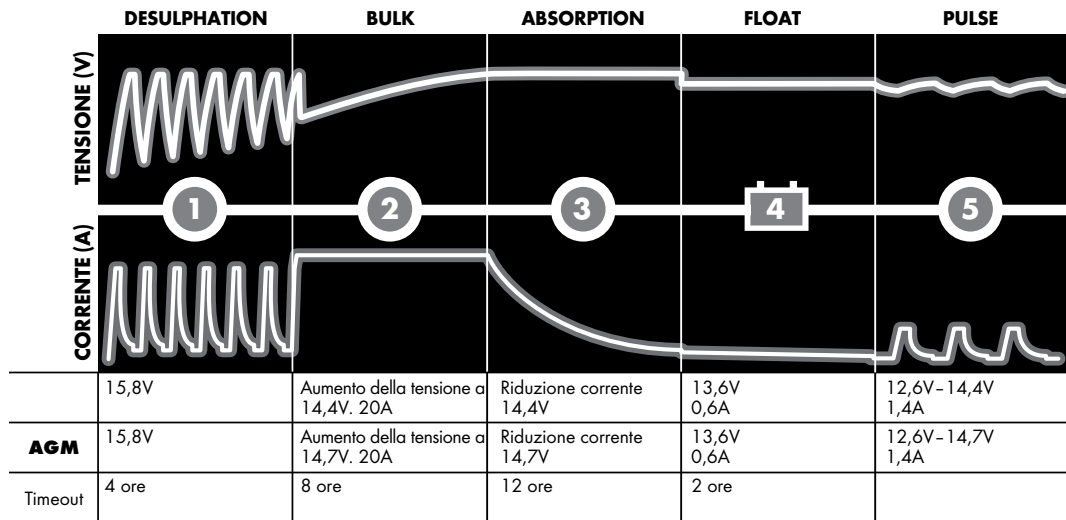 DESULPHATION BULK ABSORPTION FLOAT PULSE
TENSIONE (V)
1 2 3 4 5
CORRENTE (A)
15,8V Aumento della tensione a Riduzione corrente 13,6V 12,6V–14,4V
14,4V. 20A 14,4V 0,6A 1,4A
AGM 15,8V Aumento della tensione a Riduzione corrente 13,6V 12,6V–14,7V
14,7V. 20A 14,7V 0,6A 1,4A
Timeout 4 ore 8 ore 12 ore 2 ore